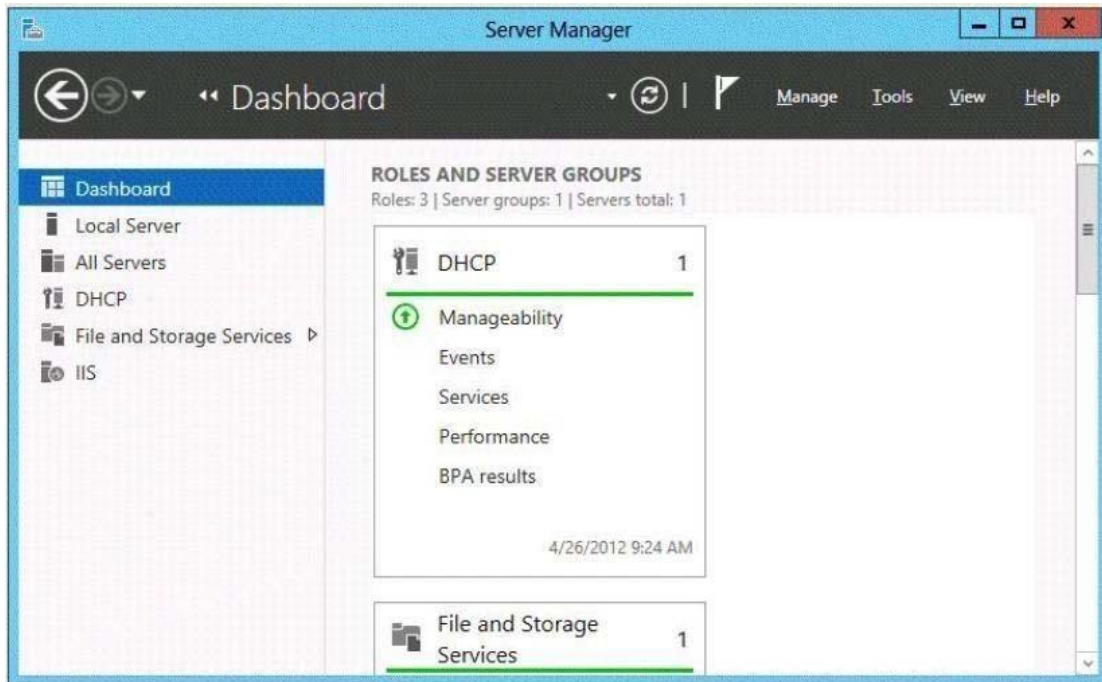 Server Manager
Dashboard
Manage Tools View Help
Dashboard
Local Server
All Servers
DHCP
File and Storage Services
IIS
ROLES AND SERVER GROUPS
Roles: 3 | Server groups: 1 | Servers total: 1
DHCP 1
Manageability
Events
Services
Performance
BPA results
4/26/2012 9:24 AM
File and Storage
Services 1